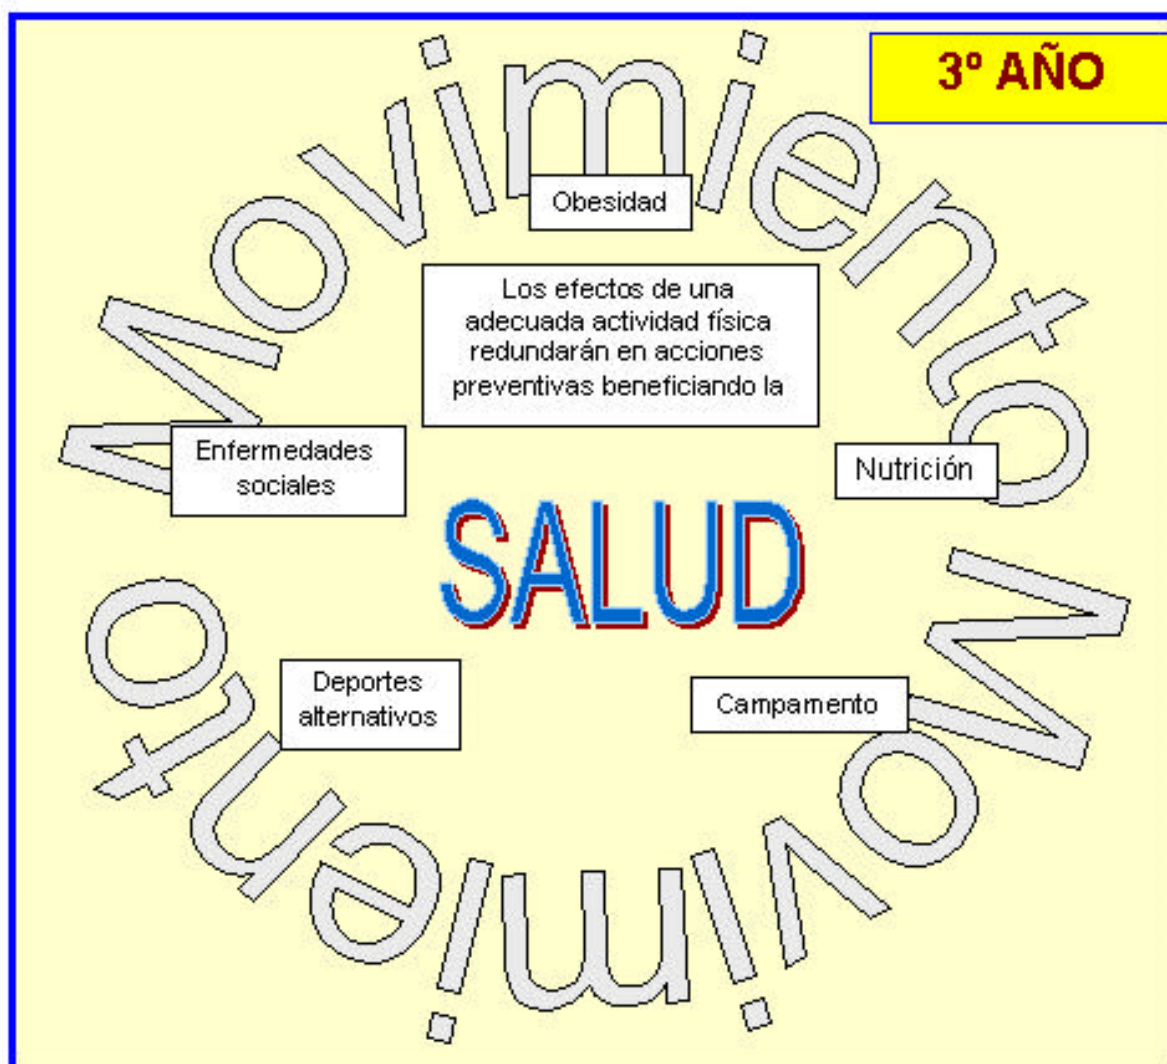 3º AÑO
Movimiento
Obesidad
Los efectos de una
adecuada actividad física
redundarán en acciones
preventivas beneficiando la
Enfermedades
sociales
Nutrición
SALUD
Deportes
alternativos
Campamento
Movimiento